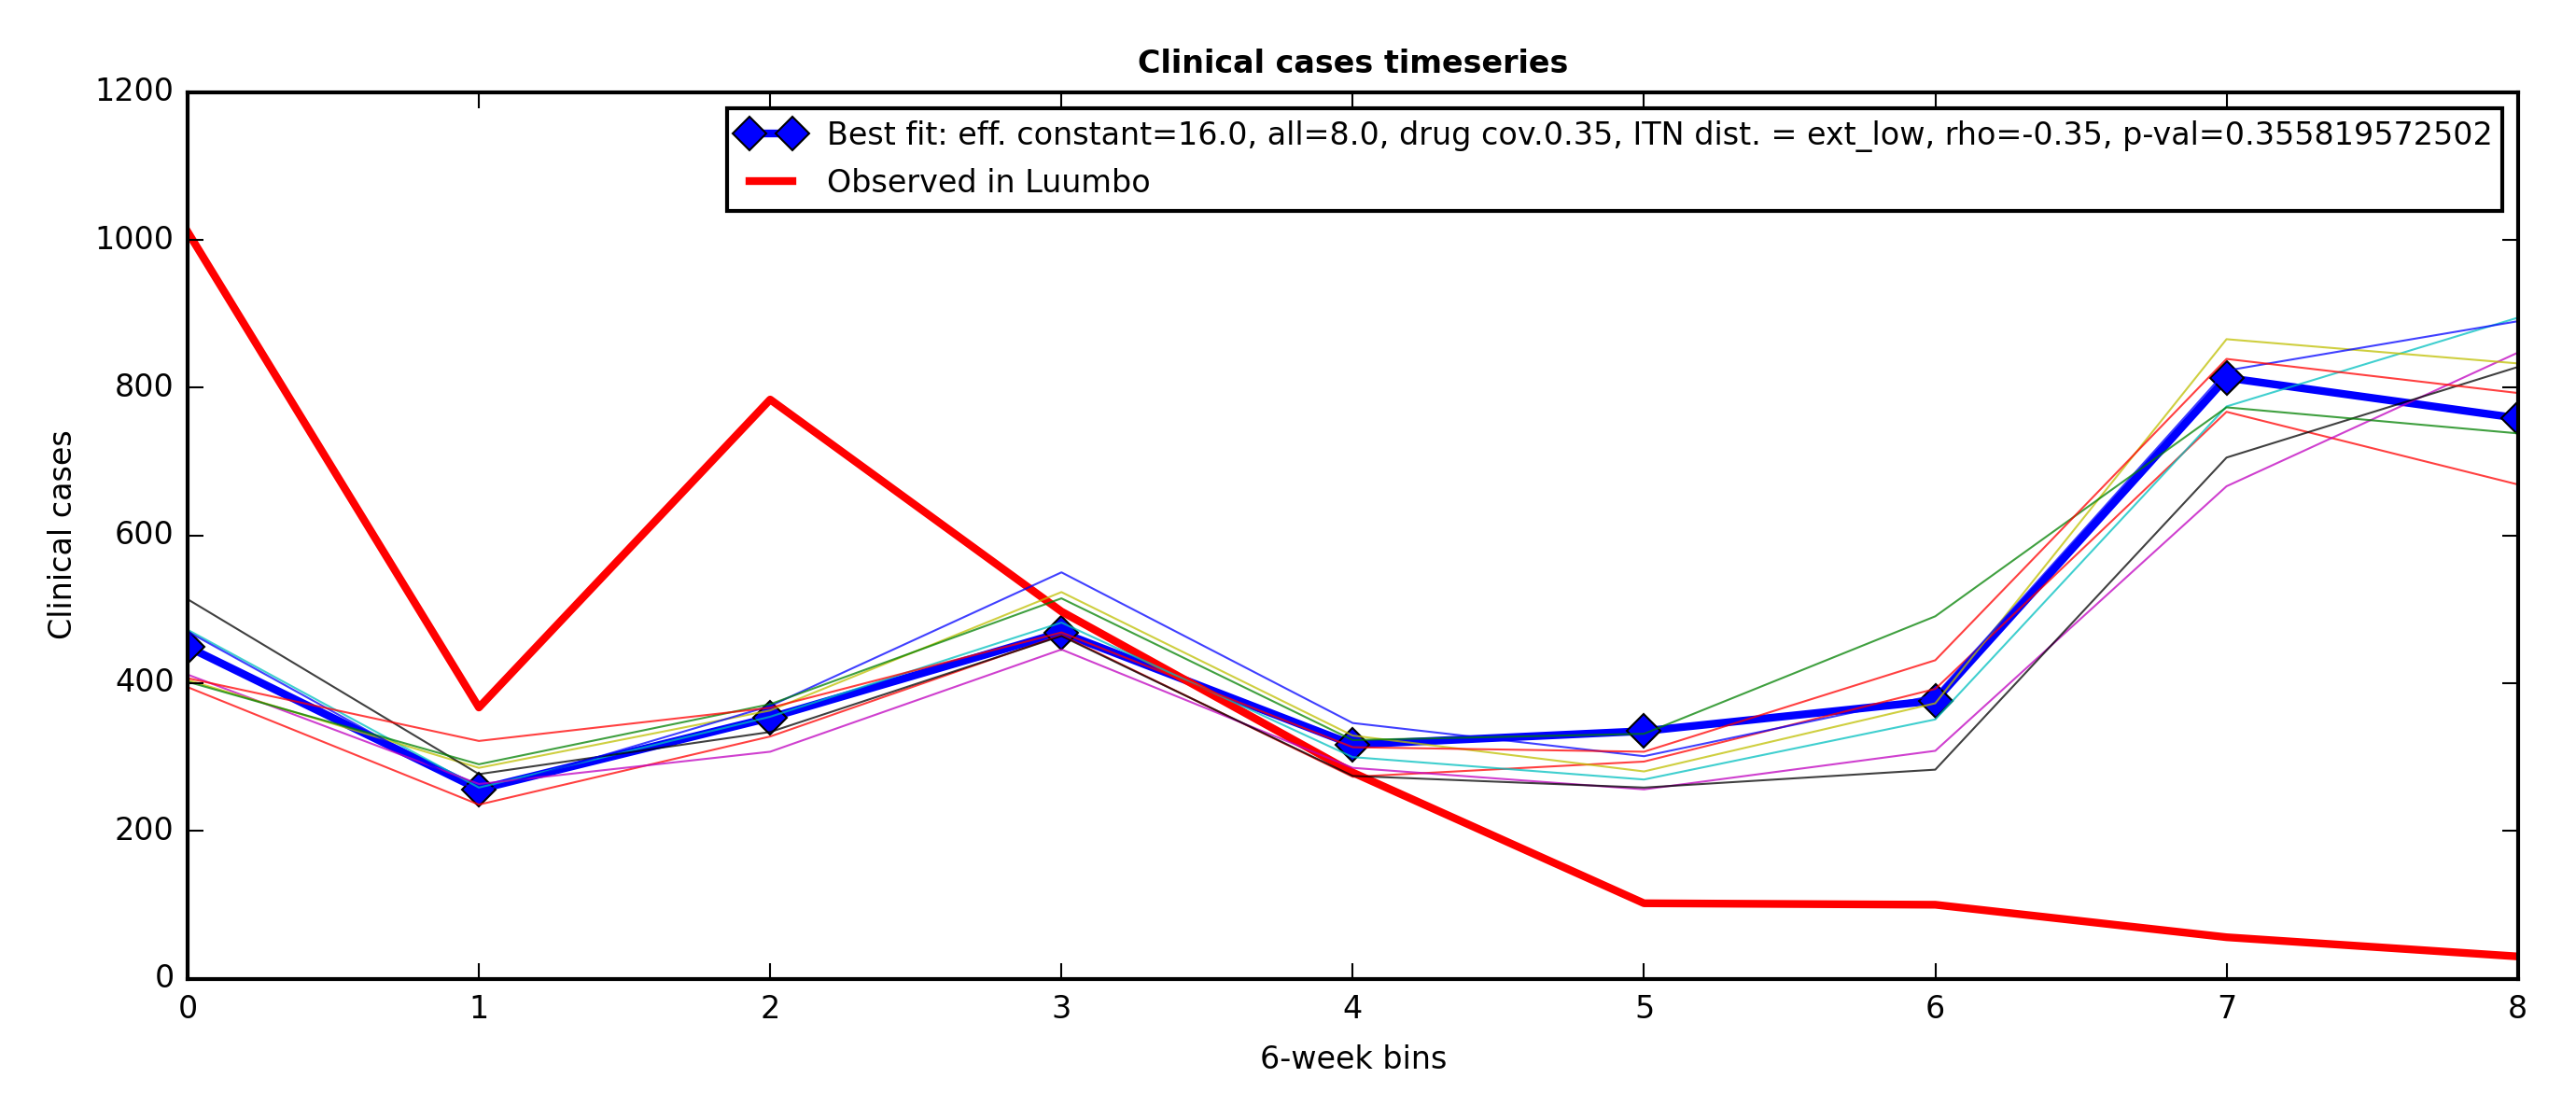 Clinical cases timeseries
Best fit: eff. constant=16.0, all=8.0, drug cov.0.35, ITN dist. = ext_low, rho=-0.35, p-val=0.355819572502
Observed in Luumbo
1200
1000
800
600
400
200
0
Clinical cases
0 1 2 3 4 5 6 7 8
6-week bins